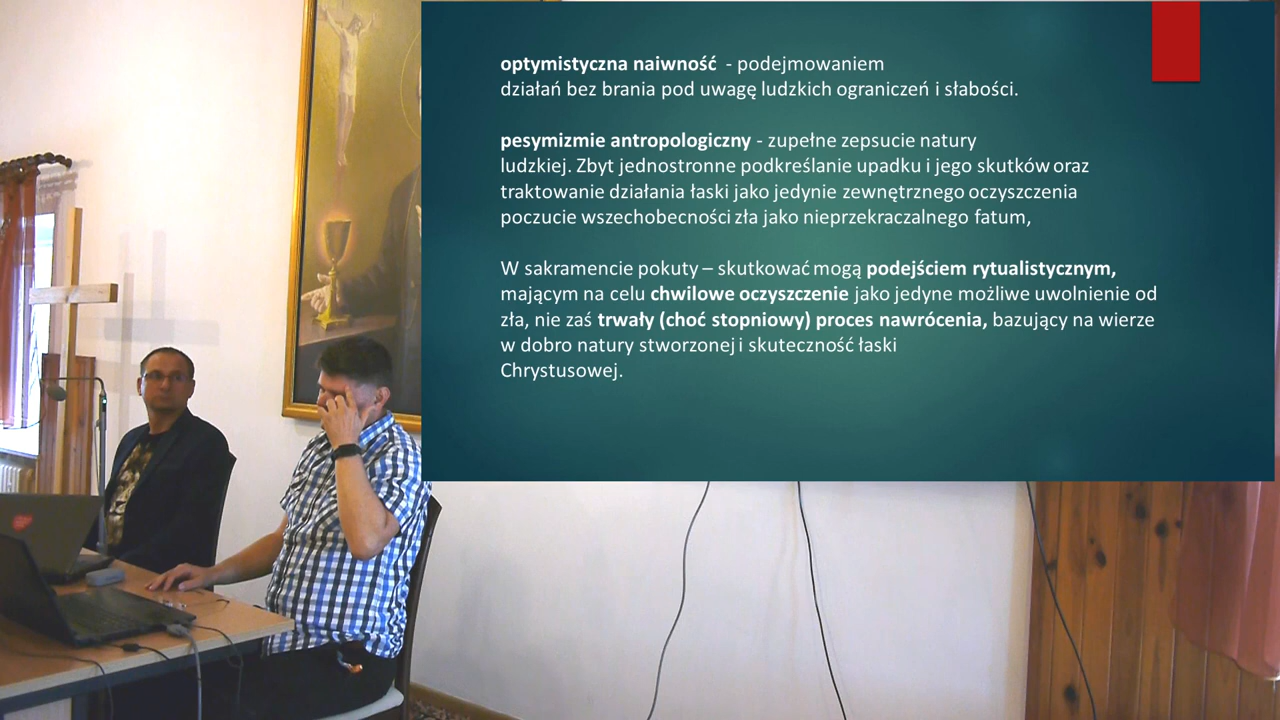 optymistyczna naiwność - podejmowaniem
działań bez brania pod uwagę ludzkich ograniczeń i słabości.
pesymizmie antropologiczny - zupełne zepsucie natury
ludzkiej. Zbyt jednostronne podkreślanie upadku i jego skutków oraz
traktowanie działania łaski jako jedynie zewnętrznego oczyszczenia
poczucie wszechobecności zła jako nieprzekraczalnego fatum,
W sakramencie pokuty – skutkować mogą podejściem rytualistycznym,
mającym na celu chwilowe oczyszczenie jako jedyne możliwe uwolnienie od
zła, nie zaś trwały (choć stopniowy) proces nawrócenia, bazujący na wierze
w dobro natury stworzonej i skuteczność łaski
Chrystusowej.